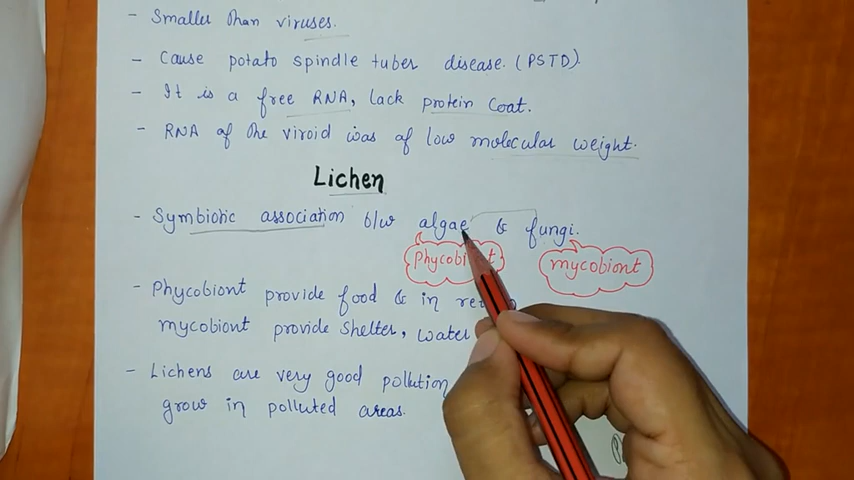 - Smaller than viruses.
- Cause potato spindle tuber disease. (PSTD).
- It is a free RNA, lack protein coat.
- RNA of the viroid was of low molecular weight.
Lichen
- Symbiotic association b/w algae & fungi.
phycobiont mycobiont
- Phycobiont provide food & in
mycobiont provide shelter, water
- Lichens are very good pollution
grow in polluted areas.